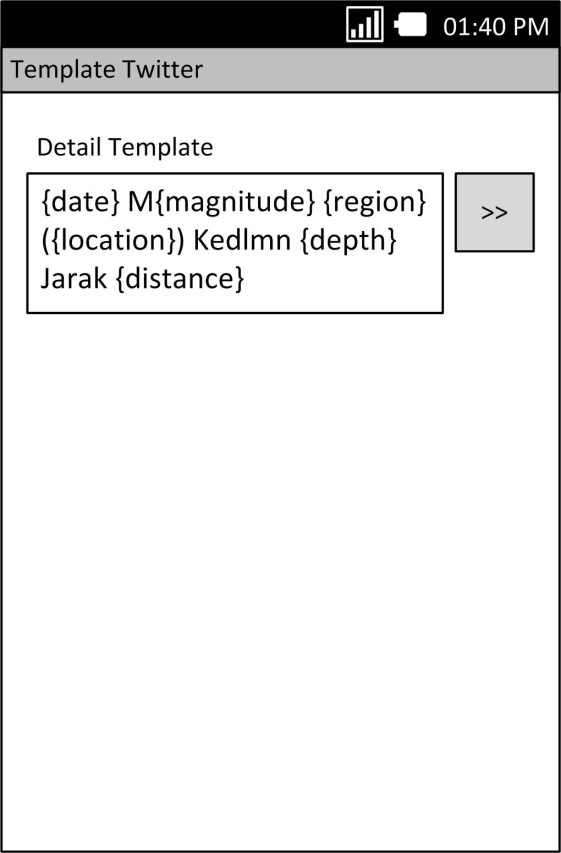 01:40 PM
Template Twitter
Detail Template
{date} M{magnitude} {region}
({location}) Kedlmn {depth}
Jarak {distance}
>>